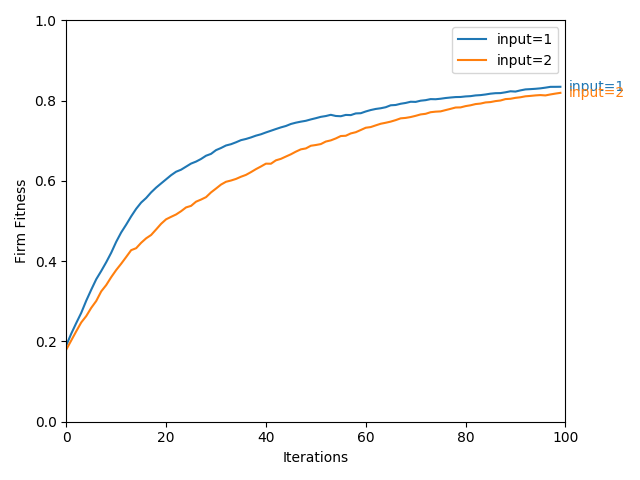 1.0
0.8
0.6
0.4
0.2
0.0
Firm Fitness
0 20 40 60 80 100
Iterations
input=1
input=2
input=1
input=2